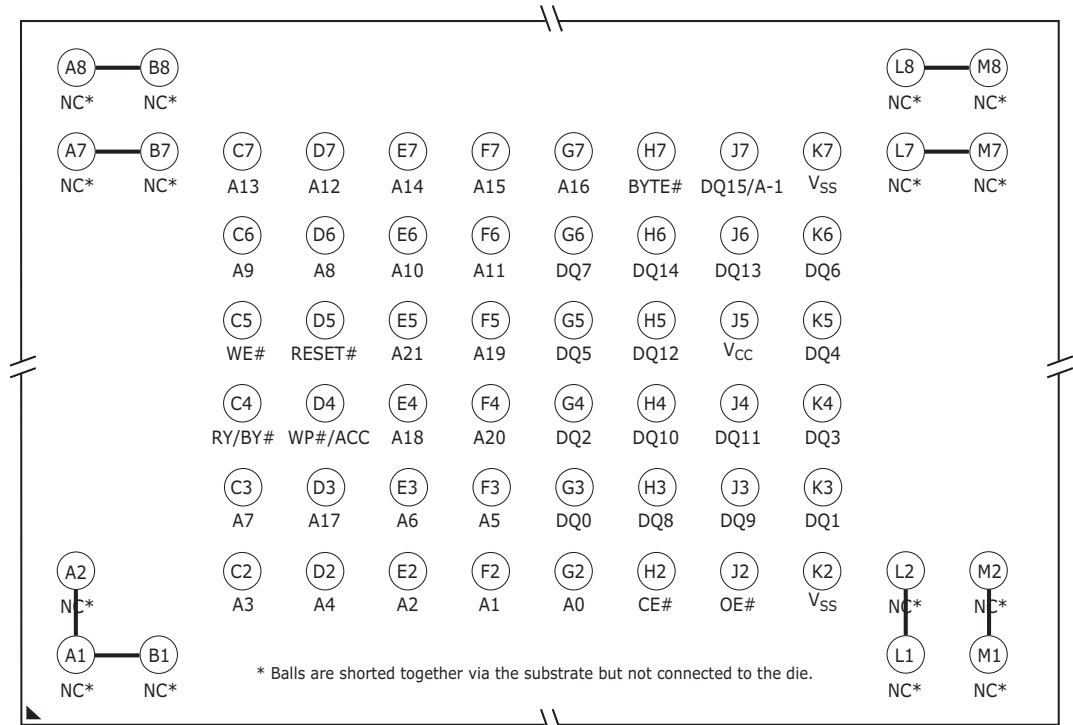 A8 B8 L8 M8
NC* NC* NC* NC*
A7 B7 C7 D7 E7 F7 G7 H7 J7 K7 L7 M7
NC* NC* A13 A12 A14 A15 A16 BYTE# DQ15/A-1 VSS NC* NC*
C6 D6 E6 F6 G6 H6 J6 K6
A9 A8 A10 A11 DQ7 DQ14 DQ13 DQ6
C5 D5 E5 F5 G5 H5 J5 K5
WE# RESET# A21 A19 DQ5 DQ12 VCC DQ4
C4 D4 E4 F4 G4 H4 J4 K4
RY/BY# WP#/ACC A18 A20 DQ2 DQ10 DQ11 DQ3
C3 D3 E3 F3 G3 H3 J3 K3
A7 A17 A6 A5 DQ0 DQ8 DQ9 DQ1
A2 C2 D2 E2 F2 G2 H2 J2 K2 L2 M2
NC* A3 A4 A2 A1 A0 CE# OE# VSS NC* NC*
A1 B1 L1 M1
* Balls are shorted together via the substrate but not connected to the die.
NC* NC* NC* NC*